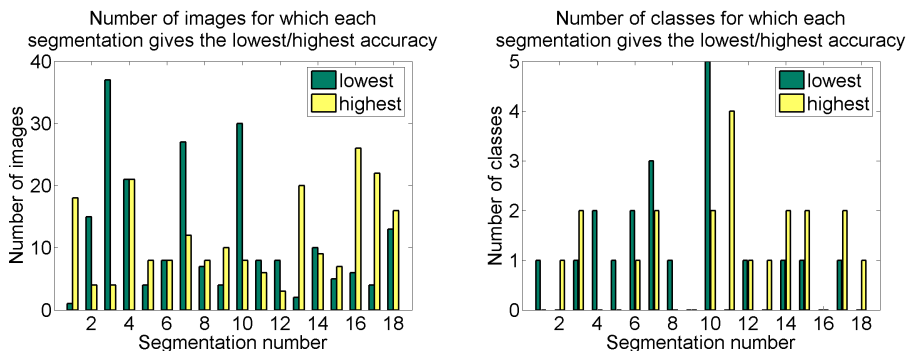 Number of images for which each
segmentation gives the lowest/highest accuracy
40
30
20
10
0
Number of images
lowest
highest
2 4 6 8 10 12 14 16 18
Segmentation number
Number of classes for which each
segmentation gives the lowest/highest accuracy
5
4
3
2
1
0
Number of classes
lowest
highest
2 4 6 8 10 12 14 16 18
Segmentation number